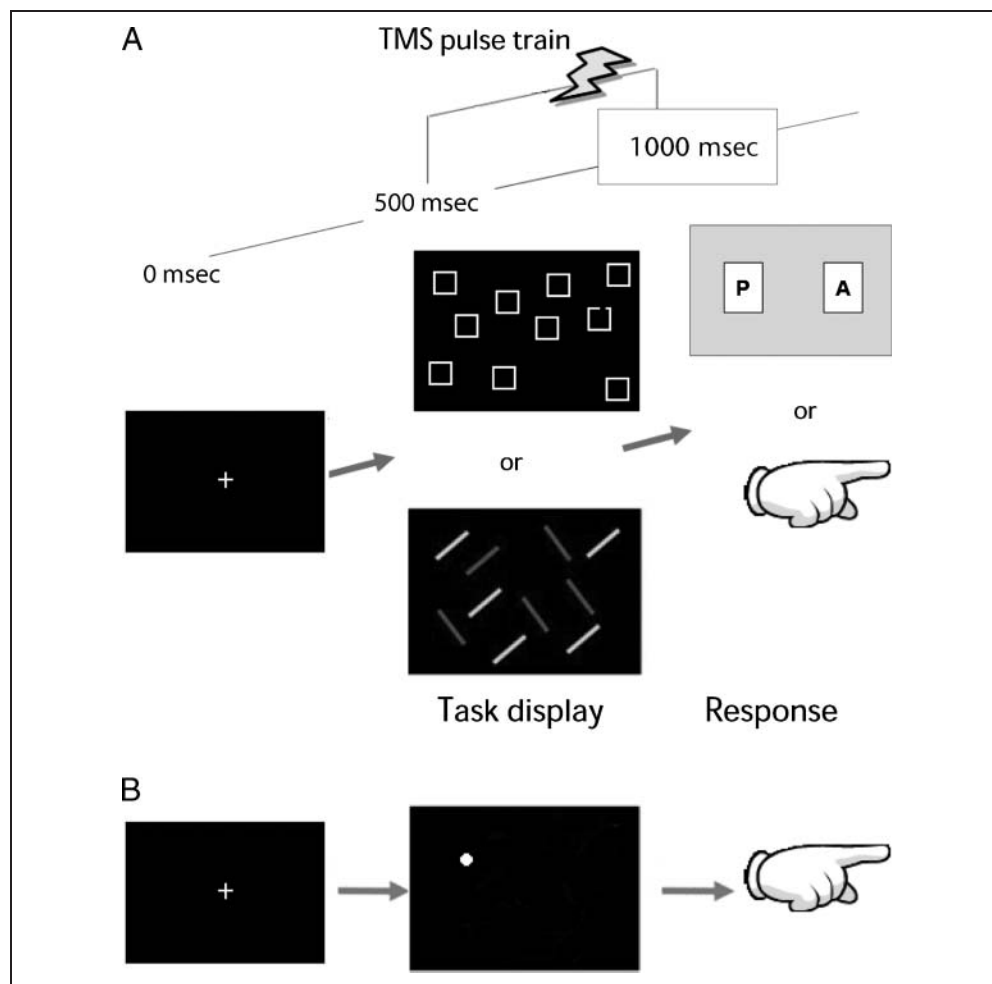 A
TMS pulse train
1000 msec
500 msec
0 msec
P A
or
or
Task display Response
B